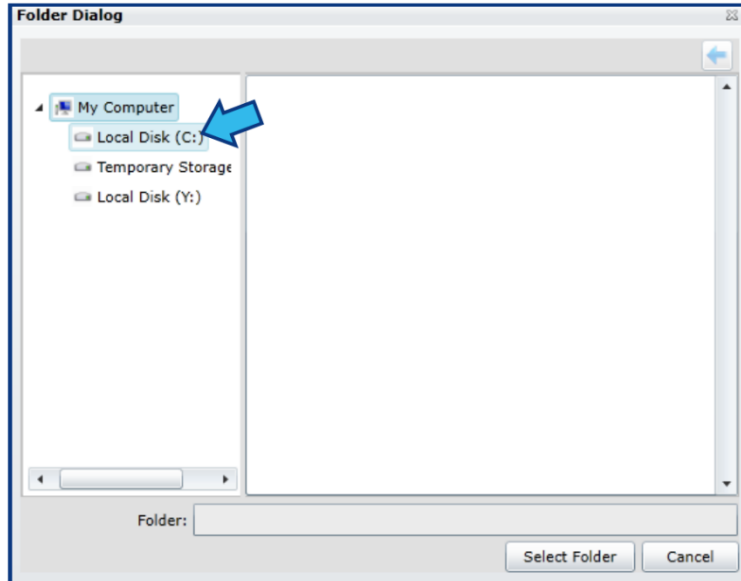 Folder Dialog
My Computer
Local Disk (C:)
Temporary Storage
Local Disk (Y:)
Folder:
Select Folder Cancel